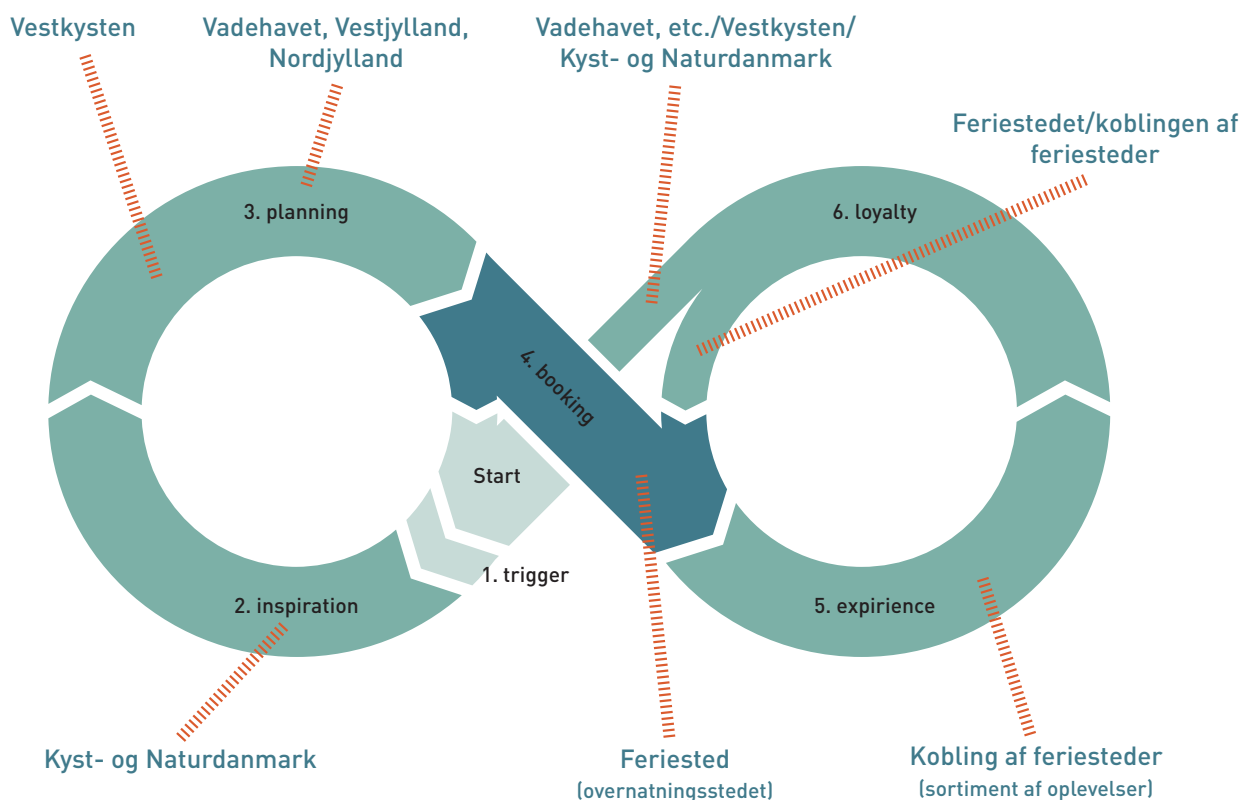 Vestkysten
Vadehavet, Vestjylland,
Nordjylland
Vadehavet, etc./Vestkysten/
Kyst- og Naturdanmark
Feriestedet/koblingen af
feriesteder
3. planning
6. loyalty
4. booking
Start
1. trigger
2. inspiration
5. expirience
Kyst- og Naturdanmark
Feriested
(overnatningsstedet)
Kobling af feriesteder
(sortiment af oplevelser)